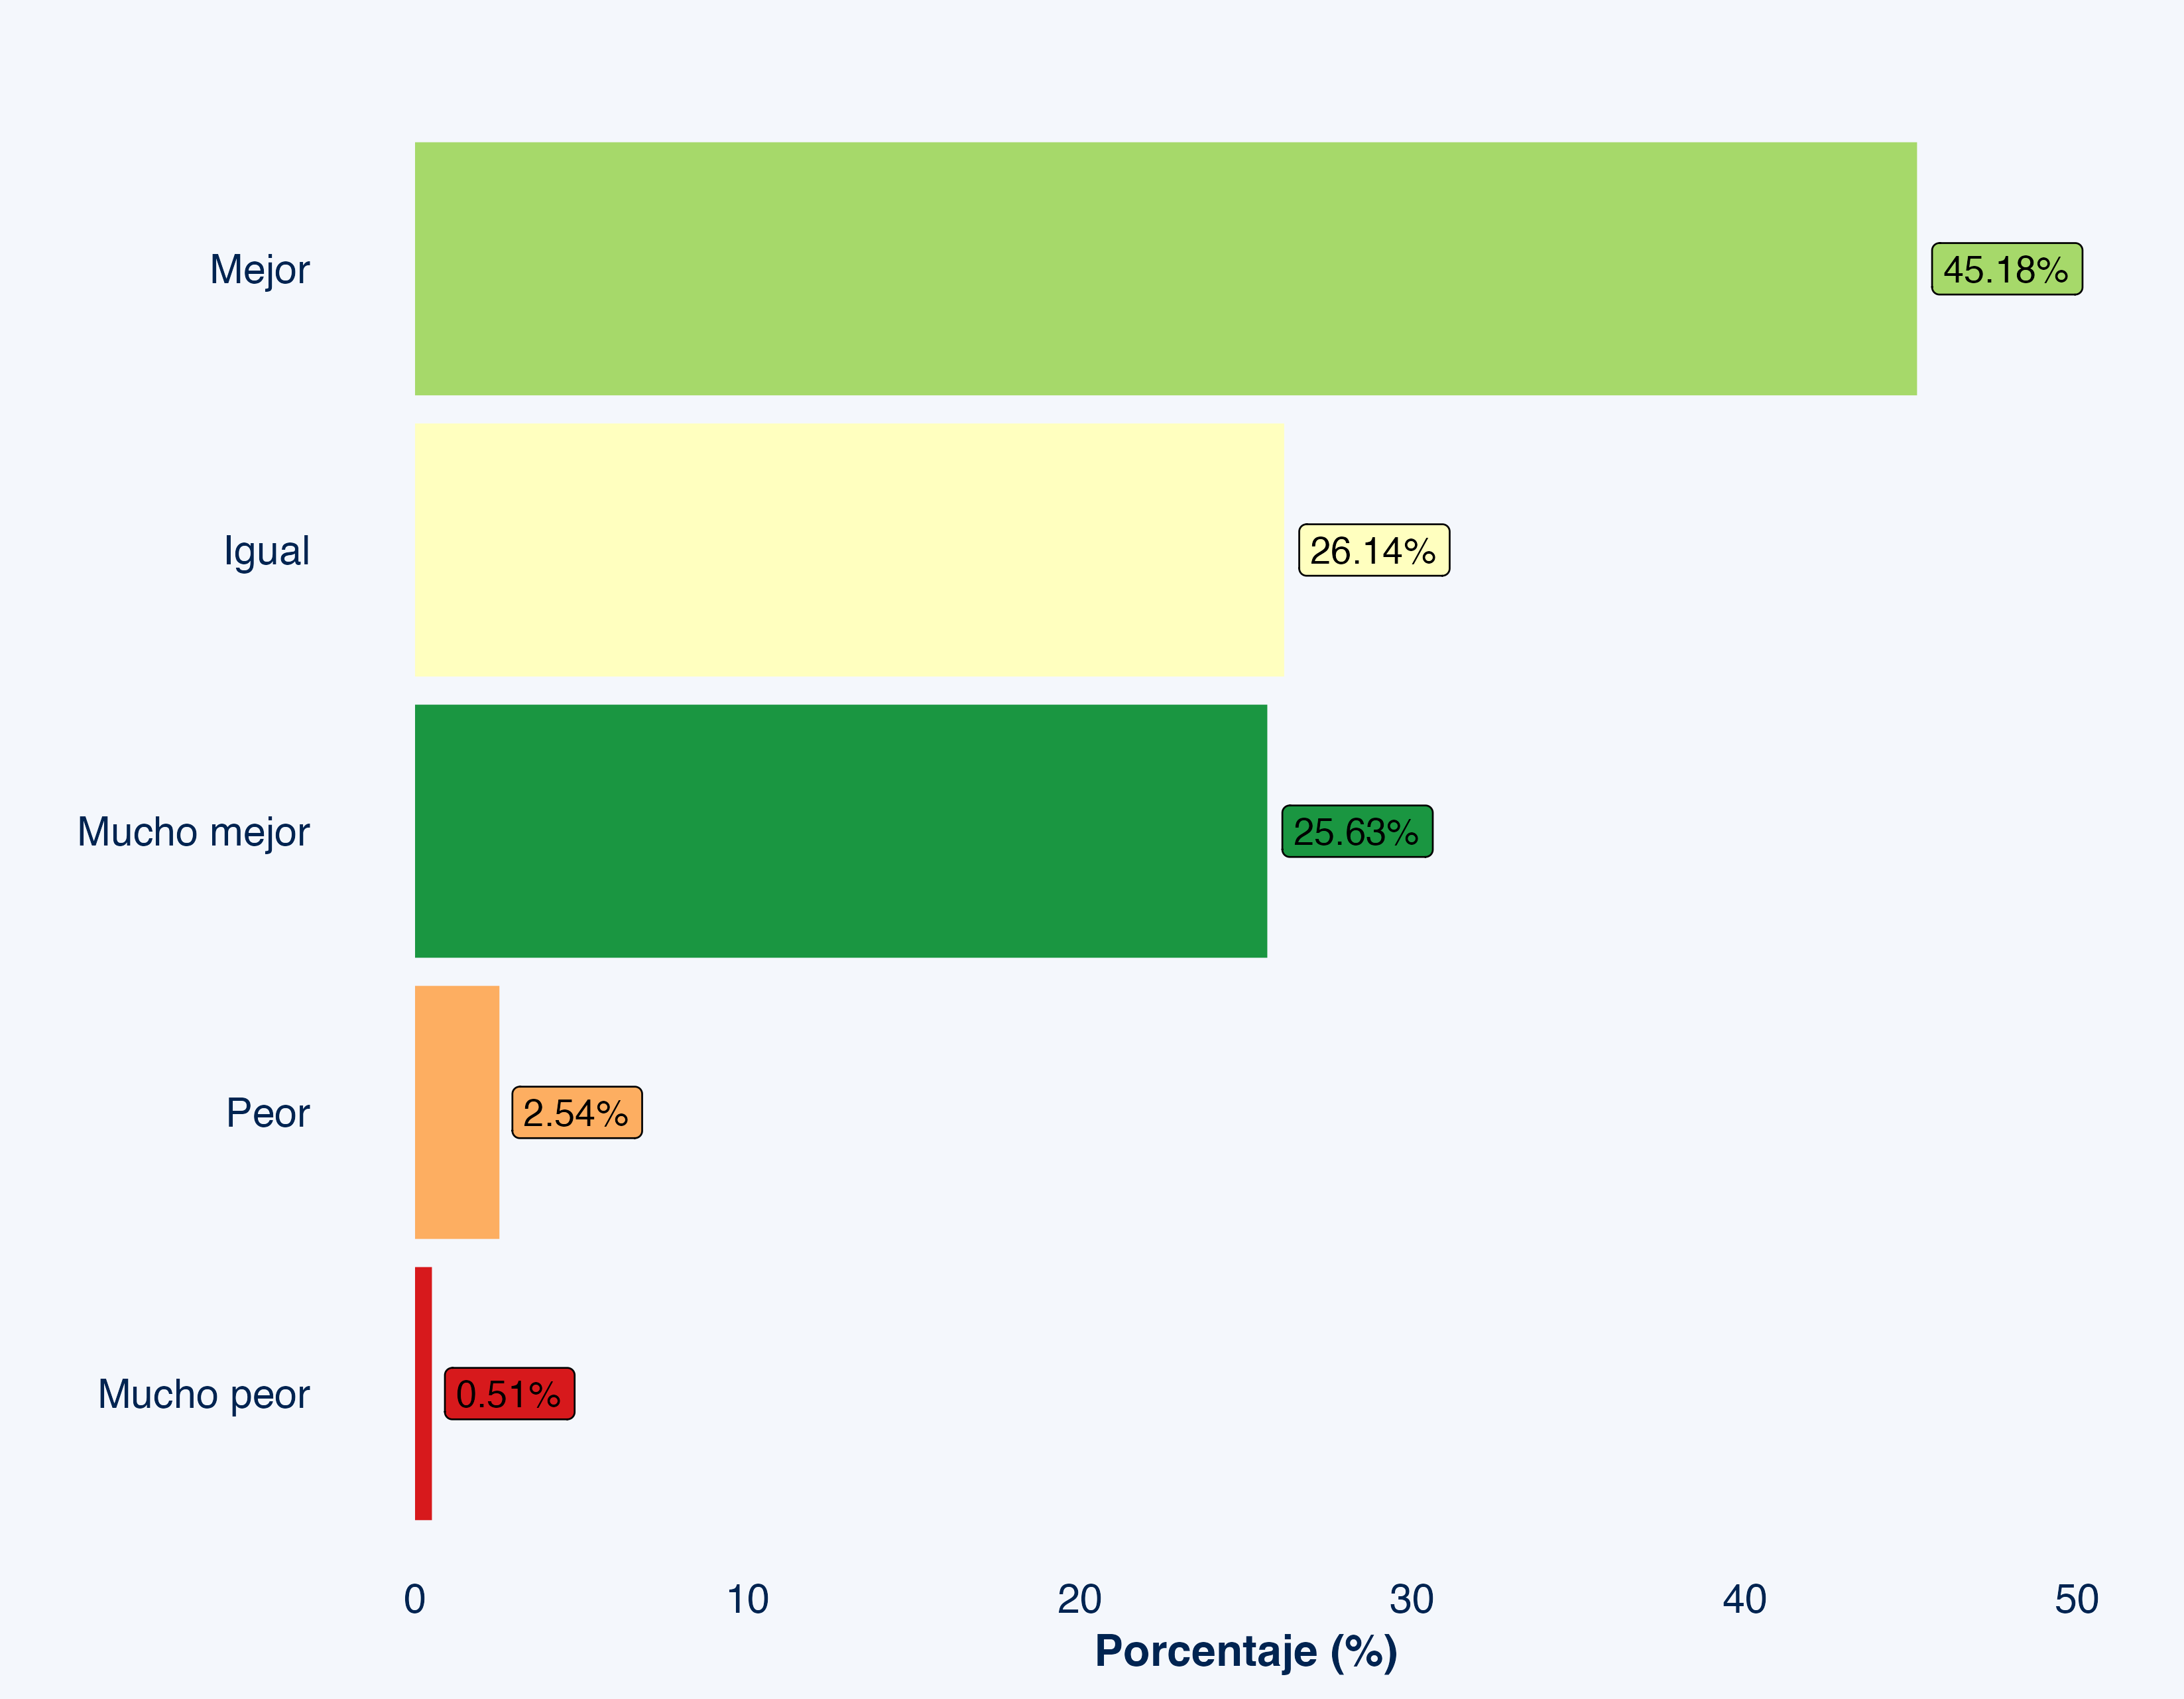 Mejor
45.18%
Igual
26.14%
Mucho mejor
25.63%
Peor
2.54%
Mucho peor
0.51%
0 10 20 30 40 50
Porcentaje (%)